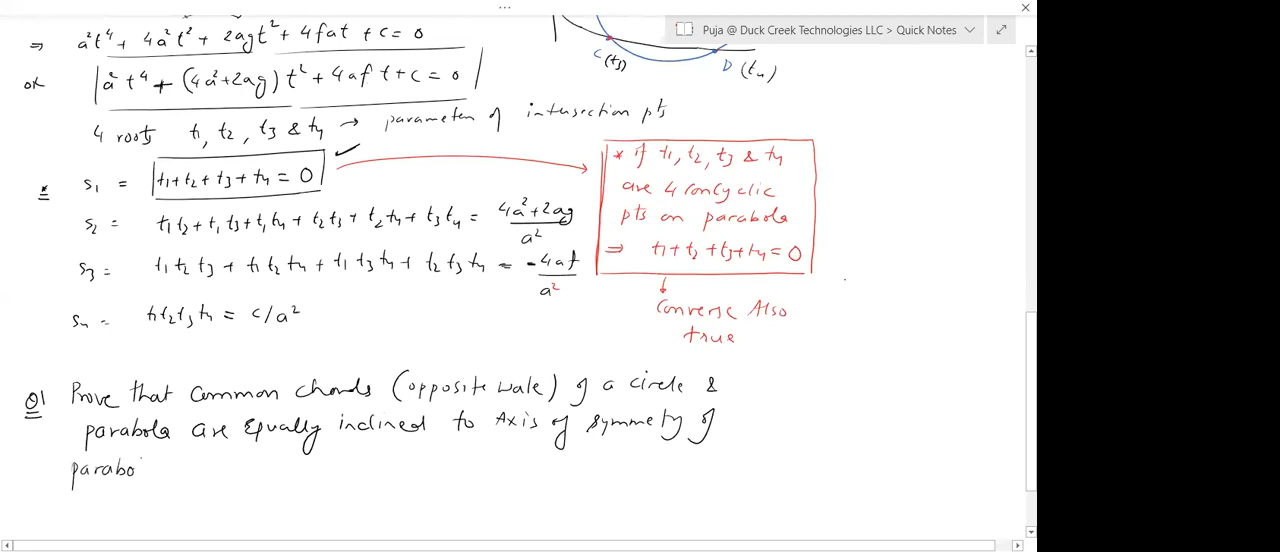 ...
Puja @ Duck Creek Technologies LLC > Quick Notes
⇒ a²t⁴ + 4a²t² + 2agt² + 4fat + c = 0
or a²t⁴ + (4a²+2ag)t² + 4aft + c = 0
C(t3)
D (t4)
4 roots t1, t2, t3 & t4 → parameter of intersection pts
* S1 = t1+t2+t3+t4 = 0
S2 = t1t2 + t1t3 + t1t4 + t2t3 + t2t4 + t3t4 = 4a²+2ag / a²
S3 = t1t2t3 + t1t2t4 + t1t3t4 + t2t3t4 = -4af / a²
S4 = t1t2t3t4 = c/a²
* if t1, t2, t3 & t4
are 4 concyclic
pts on parabola
⇒ t1+t2+t3+t4=0
↓
Converse Also
true
Q1 Prove that common chords (opposite wale) of a circle &
parabola are equally inclined to Axis of symmetry of
parabo